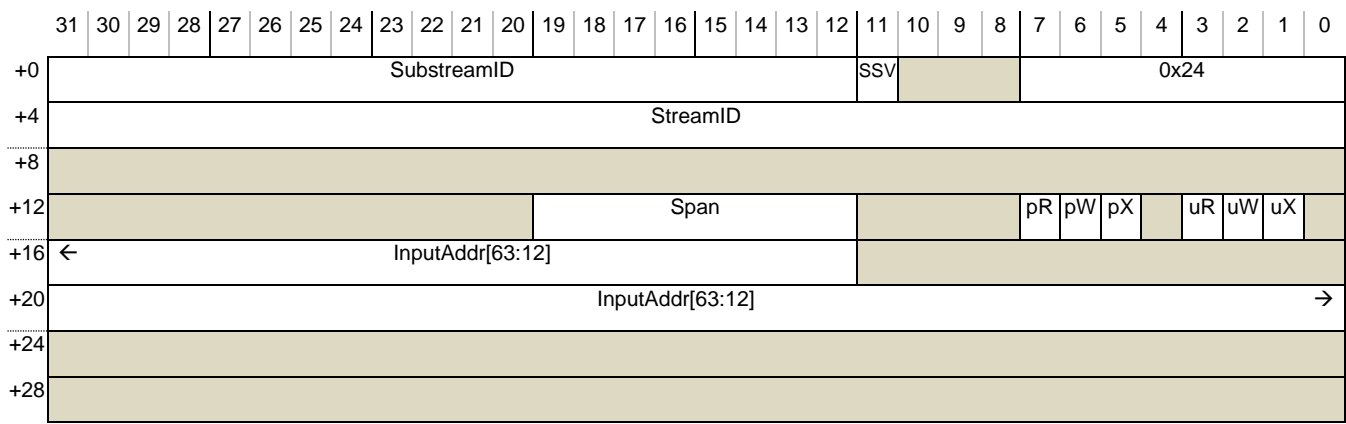 31 30 29 28 27 26 25 24 23 22 21 20 19 18 17 16 15 14 13 12 11 10 9 8 7 6 5 4 3 2 1 0
+0 SubstreamID SSV 0x24
+4 StreamID
+8
+12 Span pR pW pX uR uW uX
+16 ← InputAddr[63:12]
+20 InputAddr[63:12] →
+24
+28